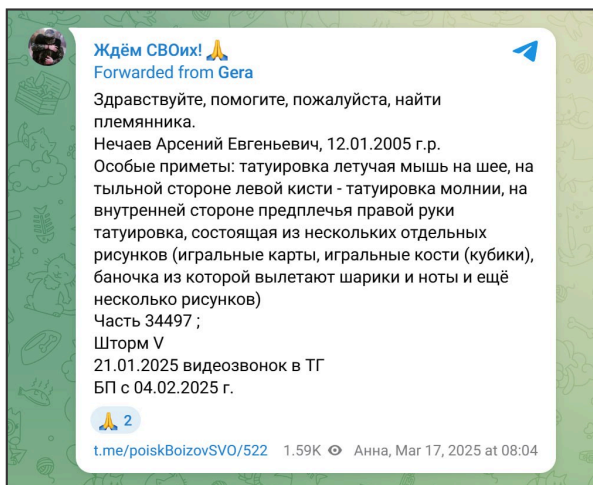 Ждём СВОих! 🙏
Forwarded from Gera
Здравствуйте, помогите, пожалуйста, найти
племянника.
Нечаев Арсений Евгеньевич, 12.01.2005 г.р.
Особые приметы: татуировка летучая мышь на шее, на
тыльной стороне левой кисти - татуировка молнии, на
внутренней стороне предплечья правой руки
татуировка, состоящая из нескольких отдельных
рисунков (игральные карты, игральные кости (кубики),
баночка из которой вылетают шарики и ноты и ещё
несколько рисунков)
Часть 34497 ;
Шторм V
21.01.2025 видеозвонок в ТГ
БП с 04.02.2025 г.
🙏 2
t.me/poiskBoizovSVO/522 1.59K Анна, Mar 17, 2025 at 08:04